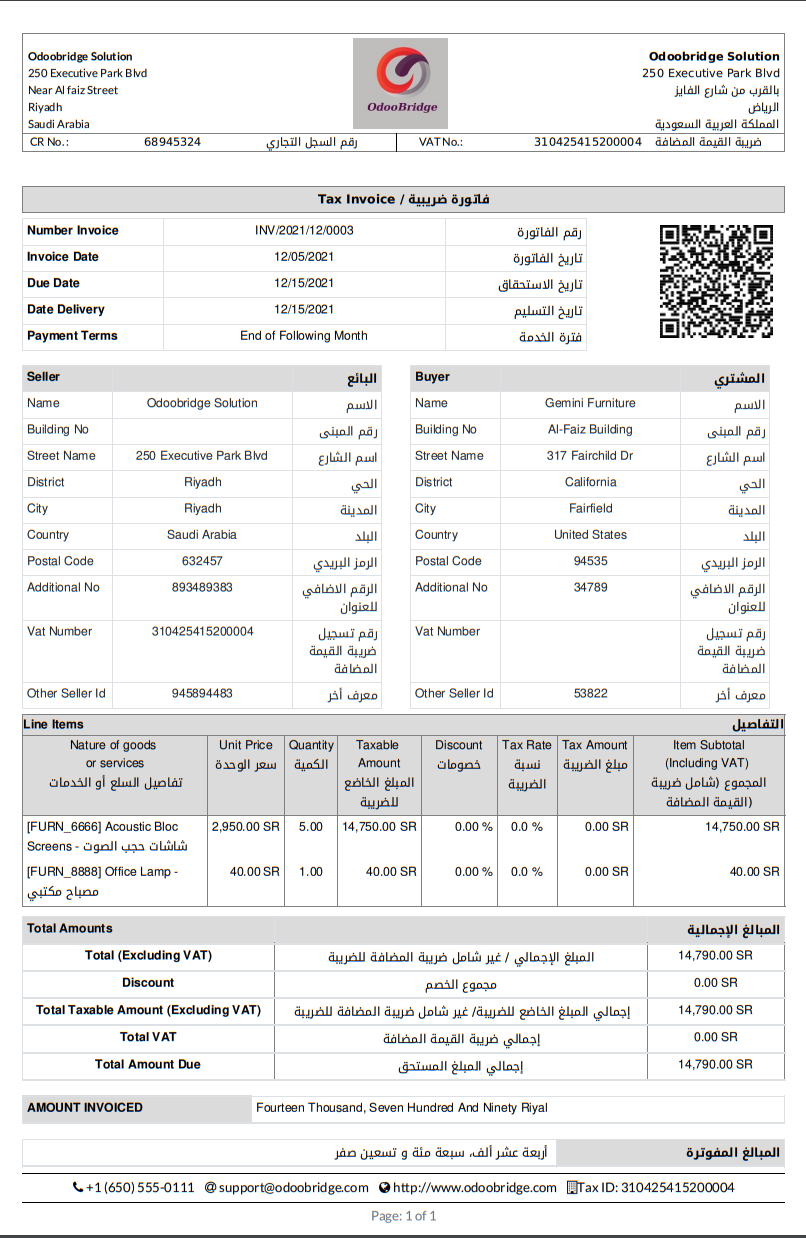 Odoobridge Solution
250 Executive Park Blvd
Near Al faiz Street
Riyadh
Saudi Arabia
OdooBridge
Odoobridge Solution
250 Executive Park Blvd
بالقرب من شارع الفايز
الرياض
المملكة العربية السعودية
CR No.: 68945324 رقم السجل التجاري VAT No.: 310425415200004 ضريبة القيمة المضافة
Tax Invoice / فاتورة ضريبية
Number Invoice INV/2021/12/0003 رقم الفاتورة
Invoice Date 12/05/2021 تاريخ الفاتورة
Due Date 12/15/2021 تاريخ الاستحقاق
Date Delivery 12/15/2021 تاريخ التسليم
Payment Terms End of Following Month فترة الخدمة
Seller البائع
Name Odoobridge Solution الاسم
Building No رقم المبنى
Street Name 250 Executive Park Blvd اسم الشارع
District Riyadh الحي
City Riyadh المدينة
Country Saudi Arabia البلد
Postal Code 632457 الرمز البريدي
Additional No 893489383 الرقم الاضافي
للعنوان
Vat Number 310425415200004 رقم تسجيل
ضريبة القيمة
المضافة
Other Seller Id 945894483 معرف أخر
Buyer المشتري
Name Gemini Furniture الاسم
Building No Al-Faiz Building رقم المبنى
Street Name 317 Fairchild Dr اسم الشارع
District California الحي
City Fairfield المدينة
Country United States البلد
Postal Code 94535 الرمز البريدي
Additional No 34789 الرقم الاضافي
للعنوان
Vat Number رقم تسجيل
ضريبة القيمة
المضافة
Other Seller Id 53822 معرف أخر
Line Items التفاصيل
Nature of goods
or services
تفاصيل السلع أو الخدمات
Unit Price
سعر الوحدة
Quantity
الكمية
Taxable
Amount
المبلغ الخاضع
للضريبة
Discount
خصومات
Tax Rate
نسبة
الضريبة
Tax Amount
مبلغ الضريبة
Item Subtotal
(Including VAT)
المجموع (شامل ضريبة
القيمة المضافة)
[FURN_6666] Acoustic Bloc 2,950.00 SR 5.00 14,750.00 SR 0.00 % 0.0 % 0.00 SR 14,750.00 SR
Screens - شاشات حجب الصوت
[FURN_8888] Office Lamp - 40.00 SR 1.00 40.00 SR 0.00 % 0.0 % 0.00 SR 40.00 SR
مصباح مكتبي
Total Amounts المبالغ الإجمالية
Total (Excluding VAT) المبلغ الإجمالي / غير شامل ضريبة المضافة للضريبة 14,790.00 SR
Discount مجموع الخصم 0.00 SR
Total Taxable Amount (Excluding VAT) إجمالي المبلغ الخاضع للضريبة/ غير شامل ضريبة المضافة للضريبة 14,790.00 SR
Total VAT إجمالي ضريبة القيمة المضافة 0.00 SR
Total Amount Due إجمالي المبلغ المستحق 14,790.00 SR
AMOUNT INVOICED Fourteen Thousand, Seven Hundred And Ninety Riyal
أربعة عشر ألف، سبعة مئة و تسعين صفر المبالغ المفوترة
+1 (650) 555-0111 @ support@odoobridge.com http://www.odoobridge.com Tax ID: 310425415200004
Page: 1 of 1